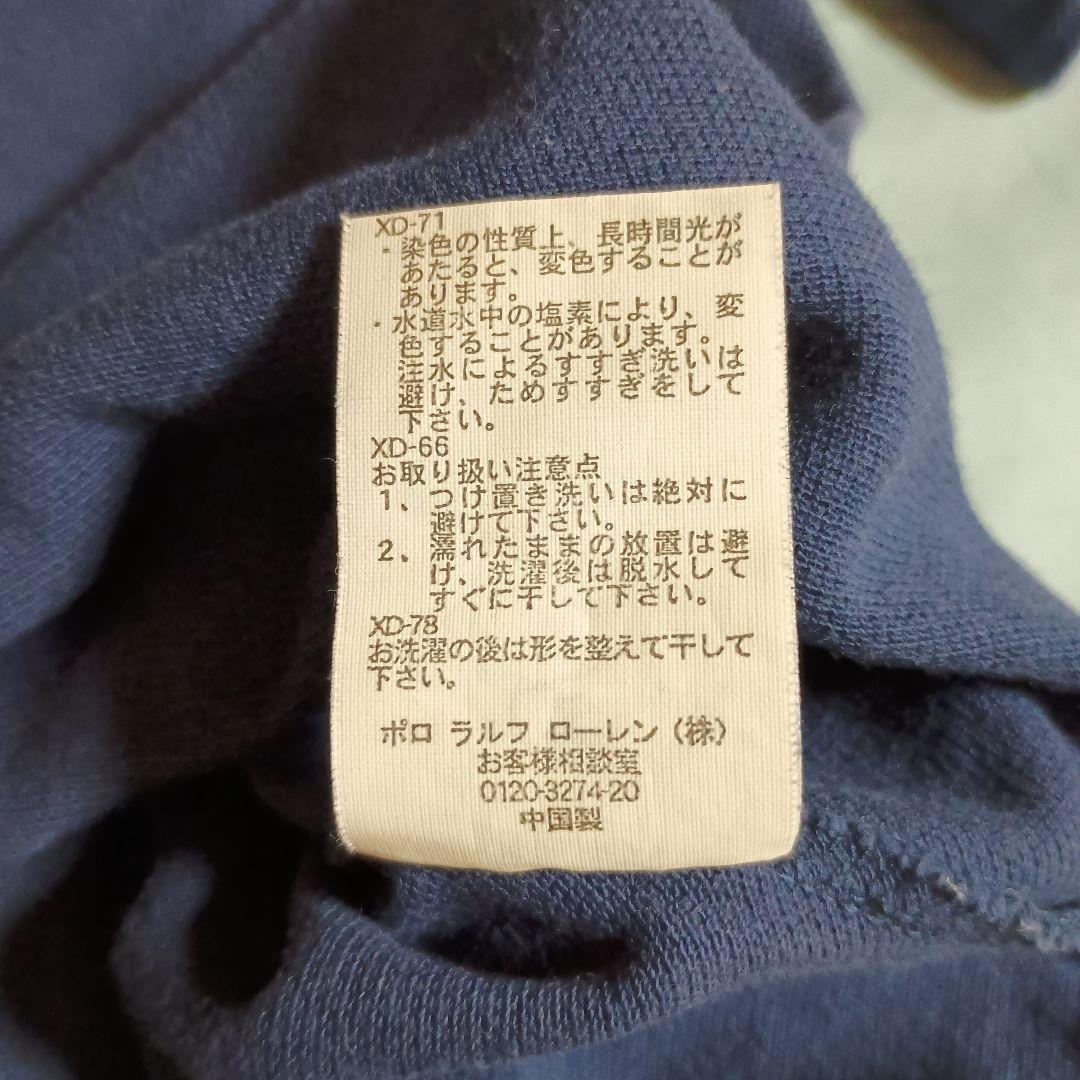 XD-71
・染色の性質上、長時間光が
あたると、変色することが
あります。
・水道水中の塩素により、変
色することがあります。
注水によるすすぎ洗いは
避け、ためすすぎをして
下さい。
XD-66
お取り扱い注意点
1、つけ置き洗いは絶対に
避けて下さい。
2、濡れたままの放置は避
け、洗濯後は脱水して
すぐに干して下さい。
XD-78
お洗濯の後は形を整えて干して
下さい。
ポロ ラルフ ローレン(株)
お客様相談室
0120-3274-20
中国製